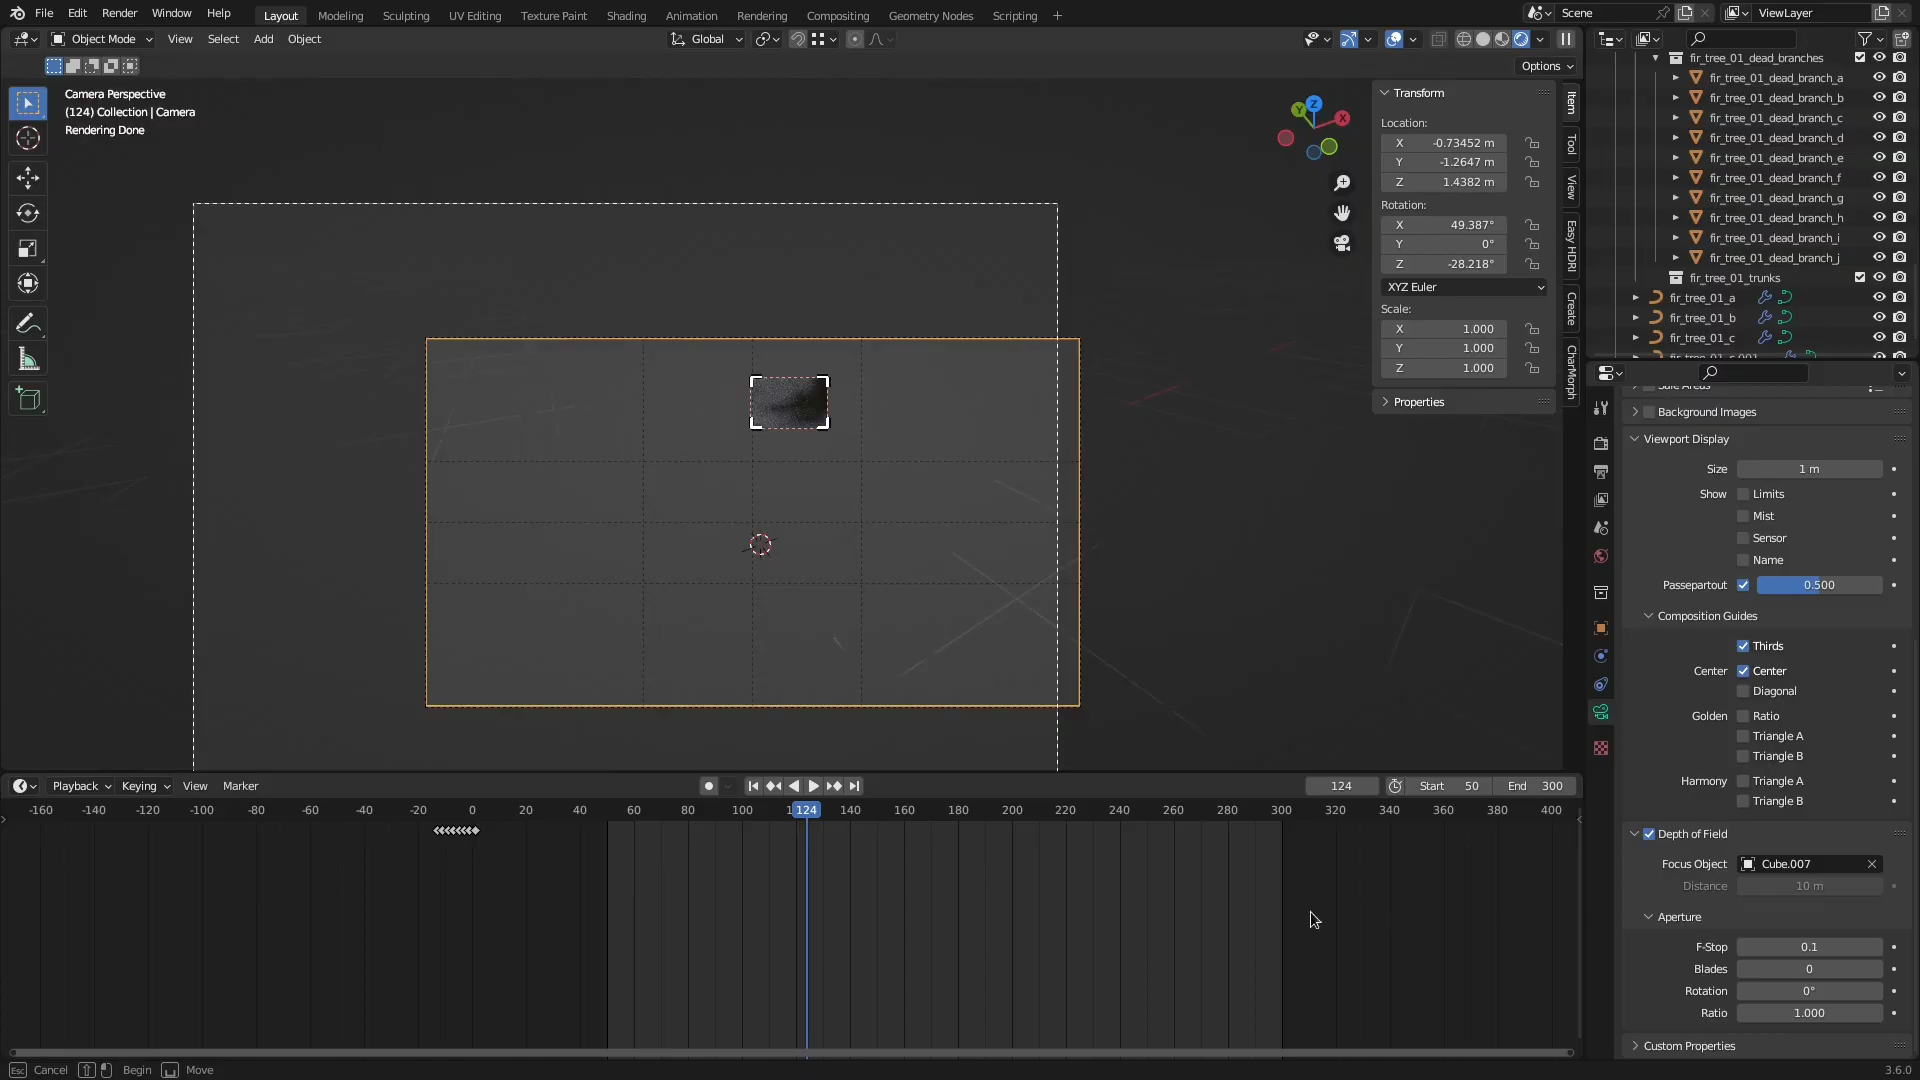 File Edit Render Window Help Layout Modeling Sculpting UV Editing Texture Paint Shading Animation Rendering Compositing Geometry Nodes Scripting + Scene ViewLayer
Object Mode View Select Add Object Global
Options
Camera Perspective
(124) Collection | Camera
Rendering Done
Transform
Location:
X -0.73452 m
Y -1.2647 m
Z 1.4382 m
Rotation:
X 49.387°
Y 0°
Z -28.218°
XYZ Euler
Scale:
X 1.000
Y 1.000
Z 1.000
Properties
Item
Tool
View
Easy HDRI
Create
CharMorph
Z
Y
X
fir_tree_01_dead_branches
fir_tree_01_dead_branch_a
fir_tree_01_dead_branch_b
fir_tree_01_dead_branch_c
fir_tree_01_dead_branch_d
fir_tree_01_dead_branch_e
fir_tree_01_dead_branch_f
fir_tree_01_dead_branch_g
fir_tree_01_dead_branch_h
fir_tree_01_dead_branch_i
fir_tree_01_dead_branch_j
fir_tree_01_trunks
fir_tree_01_a
fir_tree_01_b
fir_tree_01_c
fir_tree_01_c.001
Safe Areas
Background Images
Viewport Display
Size 1 m
Show Limits
Mist
Sensor
Name
Passepartout 0.500
Composition Guides
Thirds
Center Center
Diagonal
Golden Ratio
Triangle A
Triangle B
Harmony Triangle A
Triangle B
Depth of Field
Focus Object Cube.007
Distance 10 m
Aperture
F-Stop 0.1
Blades 0
Rotation 0°
Ratio 1.000
Custom Properties
Playback Keying View Marker 124 Start 50 End 300
-160 -140 -120 -100 -80 -60 -40 -20 0 20 40 60 80 100 124 140 160 180 200 220 240 260 280 300 320 340 360 380 400
Esc Cancel Begin Move 3.6.0